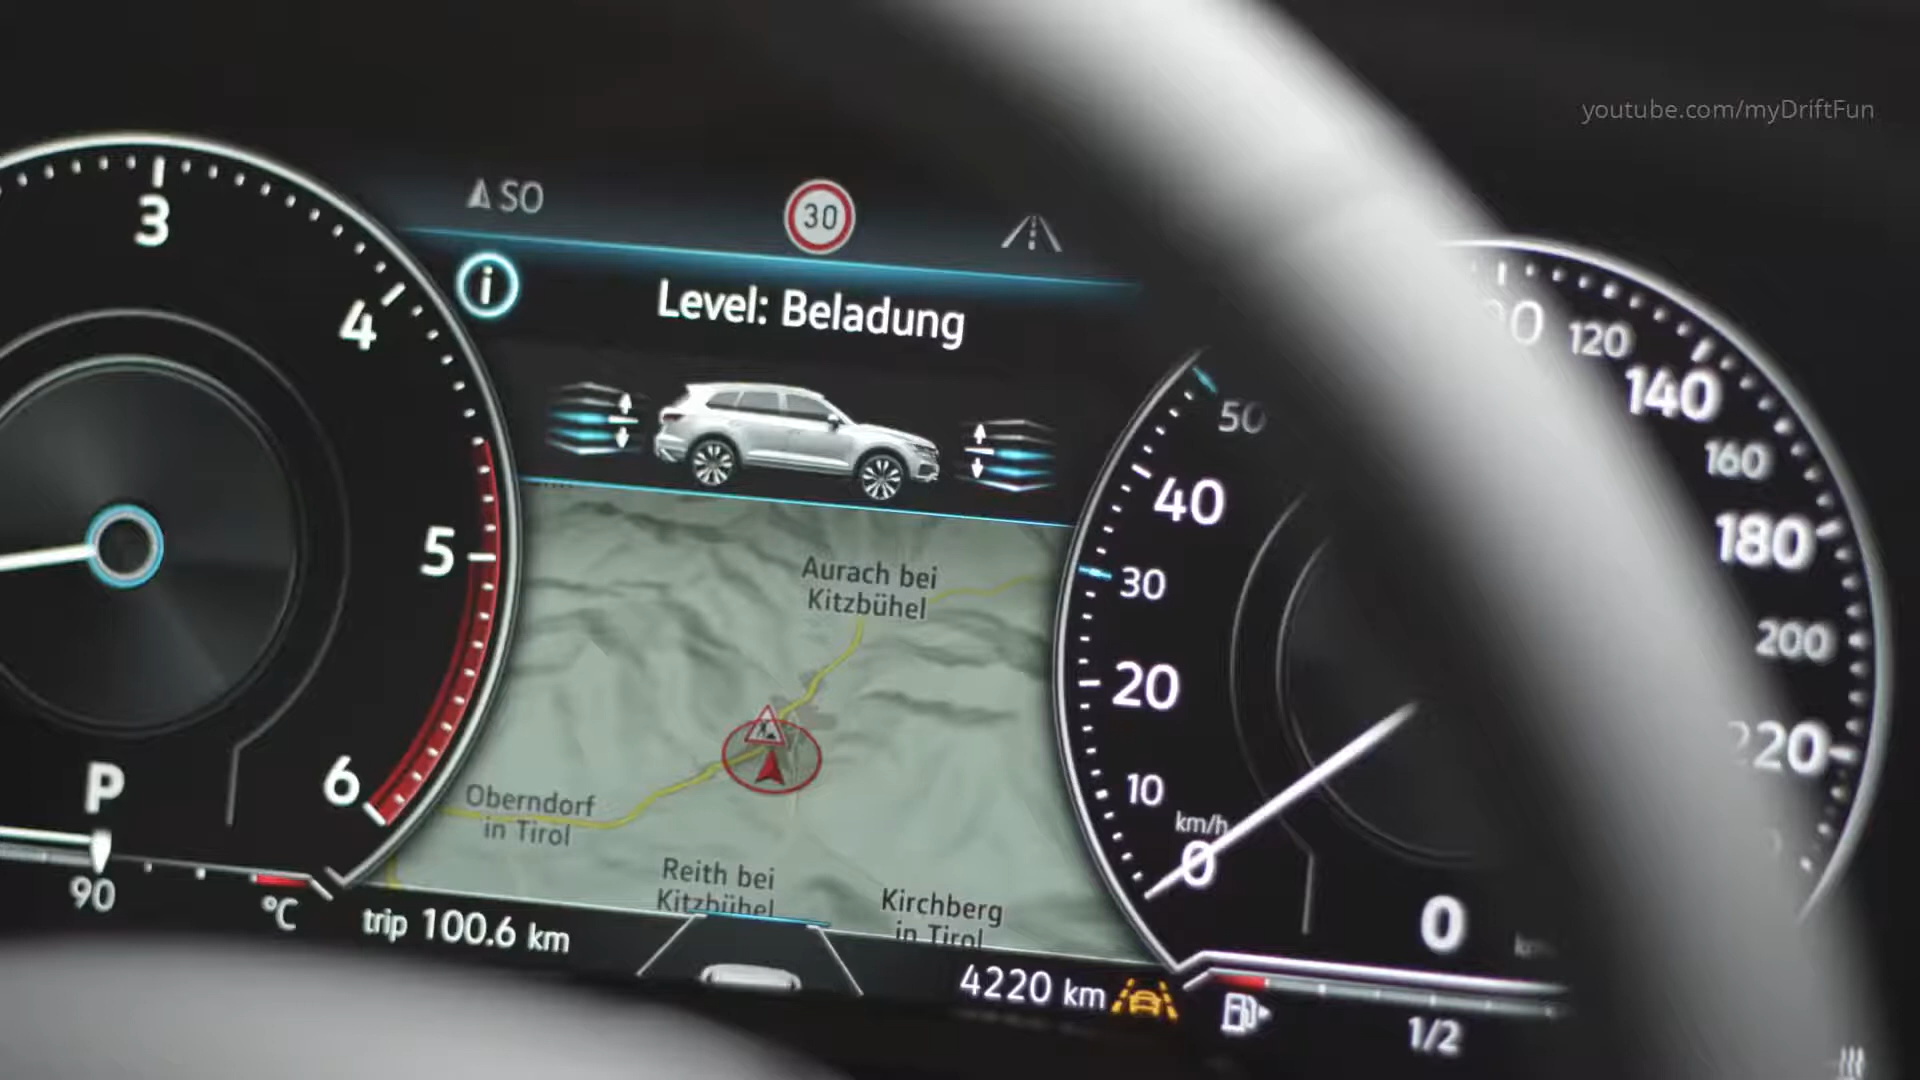 youtube.com/myDriftFun
SO
30
i
Level: Beladung
3
4
5
6
P
90
°C
Aurach bei
Kitzbühel
Oberndorf
in Tirol
Reith bei
Kitzbühel
Kirchberg
in Tirol
trip 100.6 km
4220 km
50
40
30
20
10
km/h
0
120
140
160
180
200
220
0
km
1/2